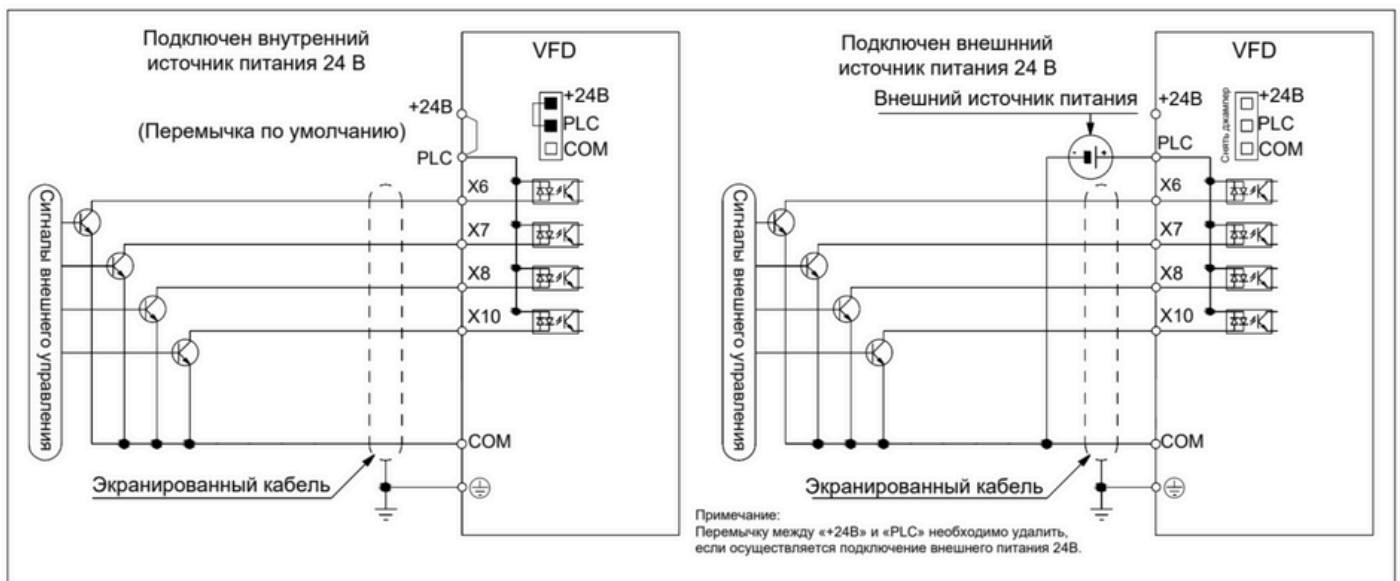 Подключен внутренний
источник питания 24 В
(Перемычка по умолчанию)
VFD
+24В
PLC
+24В
PLC
COM
X6
X7
X8
X10
COM
Сигналы внешнего управления
Экранированный кабель
Подключен внешнний
источник питания 24 В
Внешний источник питания
- +
VFD
+24В
PLC
Снять джампер
+24В
PLC
COM
X6
X7
X8
X10
COM
Сигналы внешнего управления
Экранированный кабель
Примечание:
Перемычку между «+24В» и «PLC» необходимо удалить,
если осуществляется подключение внешнего питания 24В.